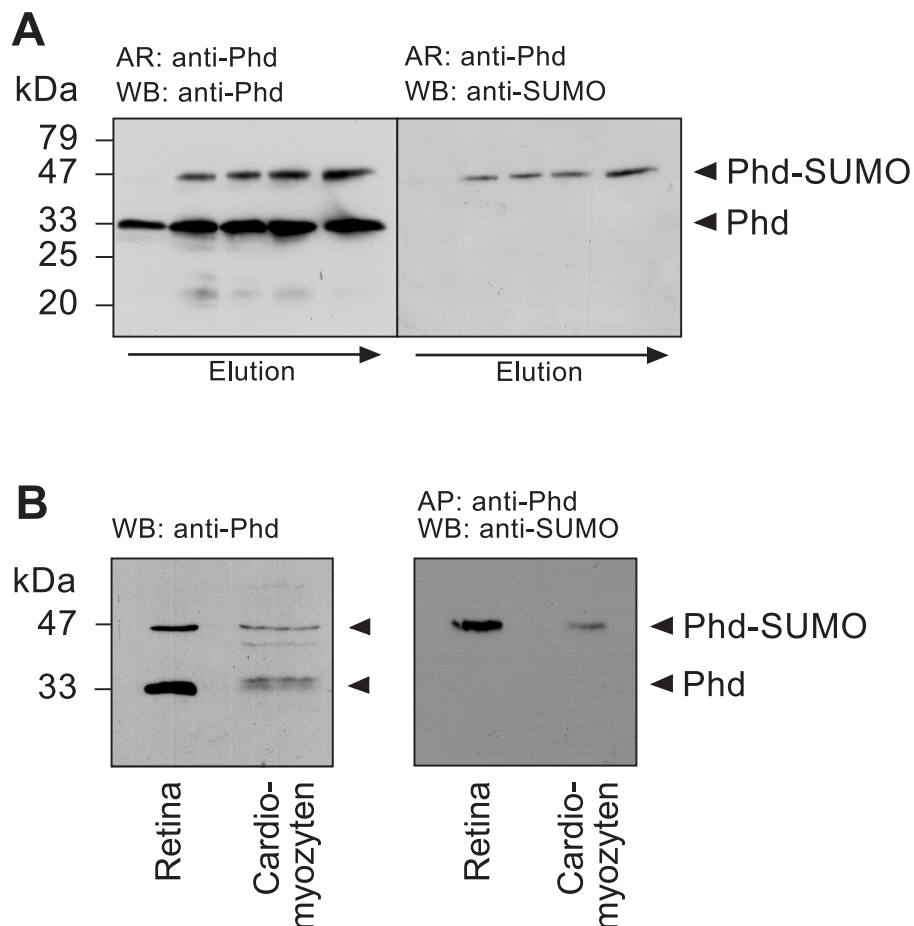 A
AR: anti-Phd
WB: anti-Phd
AR: anti-Phd
WB: anti-SUMO
kDa
79
47
33
25
20
Phd-SUMO
Phd
Elution
Elution
B
WB: anti-Phd
AP: anti-Phd
WB: anti-SUMO
kDa
47
33
Phd-SUMO
Phd
Retina
Cardio-
myozyten
Retina
Cardio-
myozyten